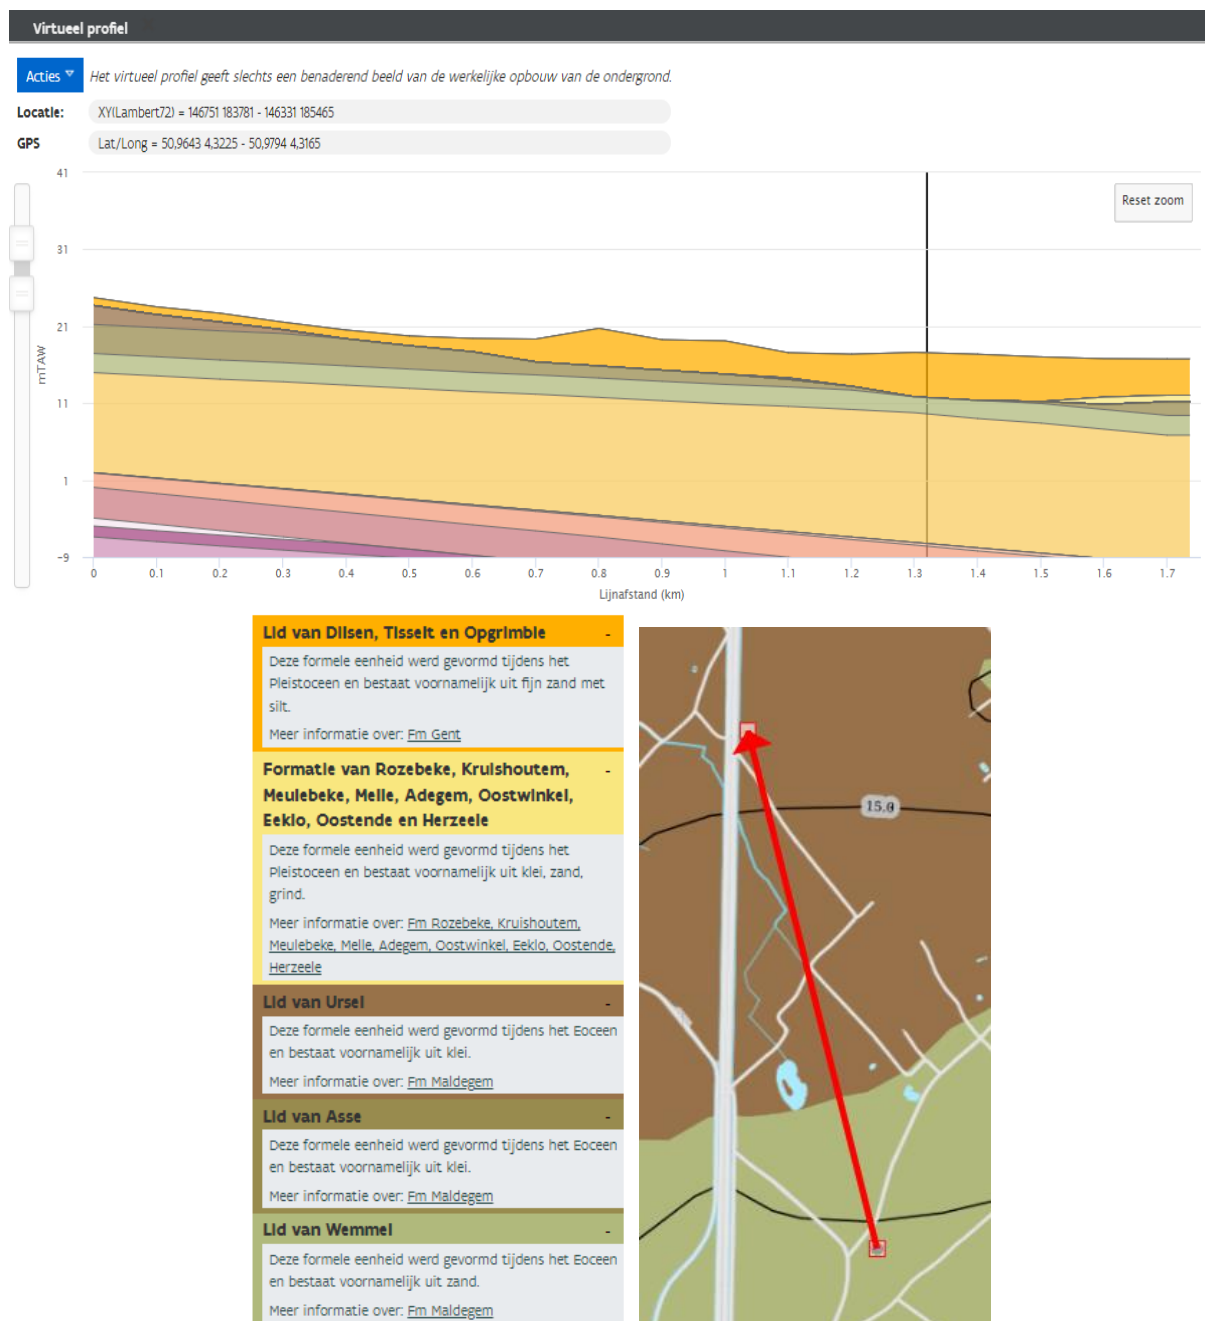 Virtueel profiel
Acties Het virtueel profiel geeft slechts een benaderend beeld van de werkelijke opbouw van de ondergrond.
Locatie: XY(Lambert72) = 146751 183781 - 146331 185465
GPS Lat/Long = 50,9643 4,3225 - 50,9794 4,3165
41
Reset zoom
31
21
mTAW
11
1
-9
0 0.1 0.2 0.3 0.4 0.5 0.6 0.7 0.8 0.9 1 1.1 1.2 1.3 1.4 1.5 1.6 1.7
Lijnafstand (km)
Lid van Dilsen, Tisselt en Opgrimbie -
Deze formele eenheid werd gevormd tijdens het
Pleistoceen en bestaat voornamelijk uit fijn zand met
silt.
Meer informatie over: Fm Gent
Formatie van Rozebeke, Kruishoutem, -
Meulebeke, Melle, Adegem, Oostwinkel,
Eeklo, Oostende en Herzeele
Deze formele eenheid werd gevormd tijdens het
Pleistoceen en bestaat voornamelijk uit klei, zand,
grind.
Meer informatie over: Fm Rozebeke, Kruishoutem,
Meulebeke, Melle, Adegem, Oostwinkel, Eeklo, Oostende,
Herzeele
Lid van Ursel -
Deze formele eenheid werd gevormd tijdens het Eoceen
en bestaat voornamelijk uit klei.
Meer informatie over: Fm Maldegem
Lid van Asse -
Deze formele eenheid werd gevormd tijdens het Eoceen
en bestaat voornamelijk uit klei.
Meer informatie over: Fm Maldegem
Lid van Wemmel -
Deze formele eenheid werd gevormd tijdens het Eoceen
en bestaat voornamelijk uit zand.
Meer informatie over: Fm Maldegem
15.0